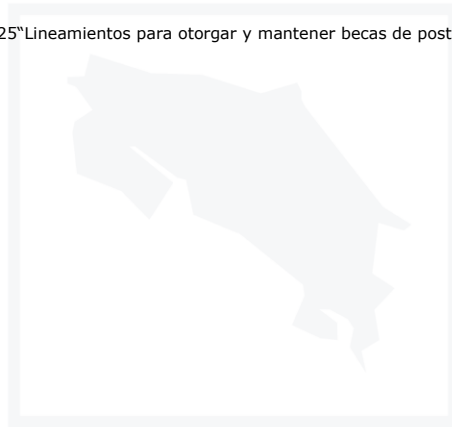 25“Lineamientos para otorgar y mantener becas de post